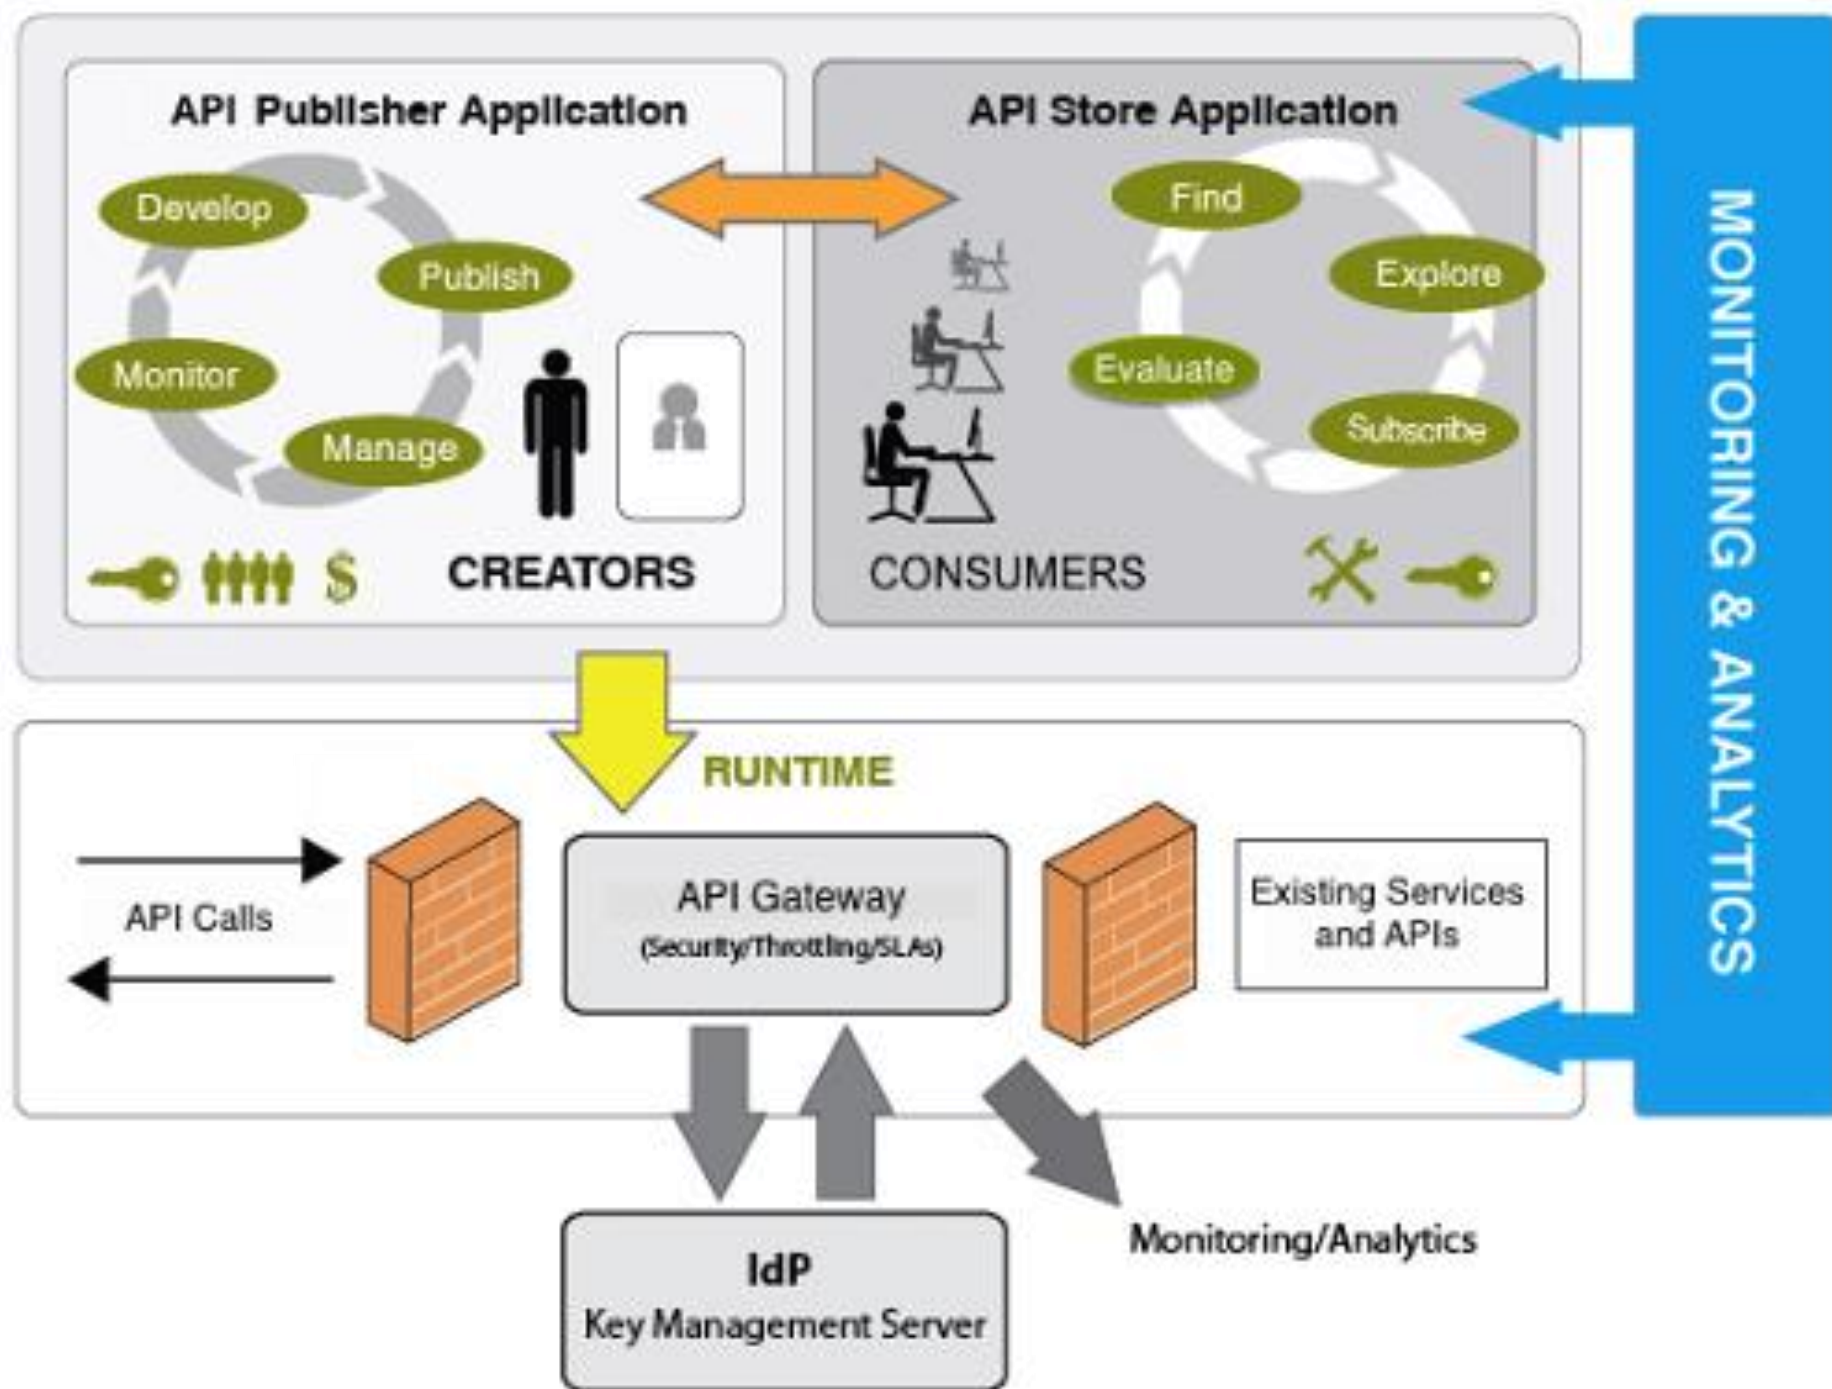 API Publisher Application
Develop
Publish
Monitor
Manage
$
CREATORS
API Store Application
Find
Explore
Evaluate
Subscribe
CONSUMERS
MONITORING & ANALYTICS
RUNTIME
API Calls
API Gateway
(Security/Throttling/SLAs)
Existing Services
and APIs
IdP
Key Management Server
Monitoring/Analytics